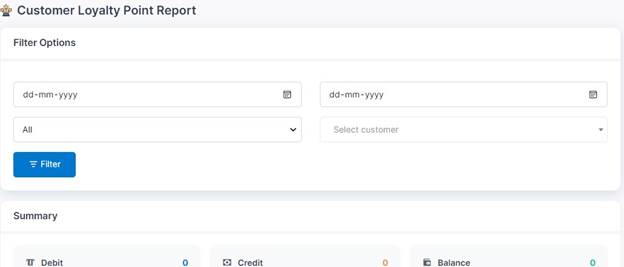 Customer Loyalty Point Report
Filter Options
dd-mm-yyyy dd-mm-yyyy
All Select customer
Filter
Summary
Debit 0 Credit 0 Balance 0